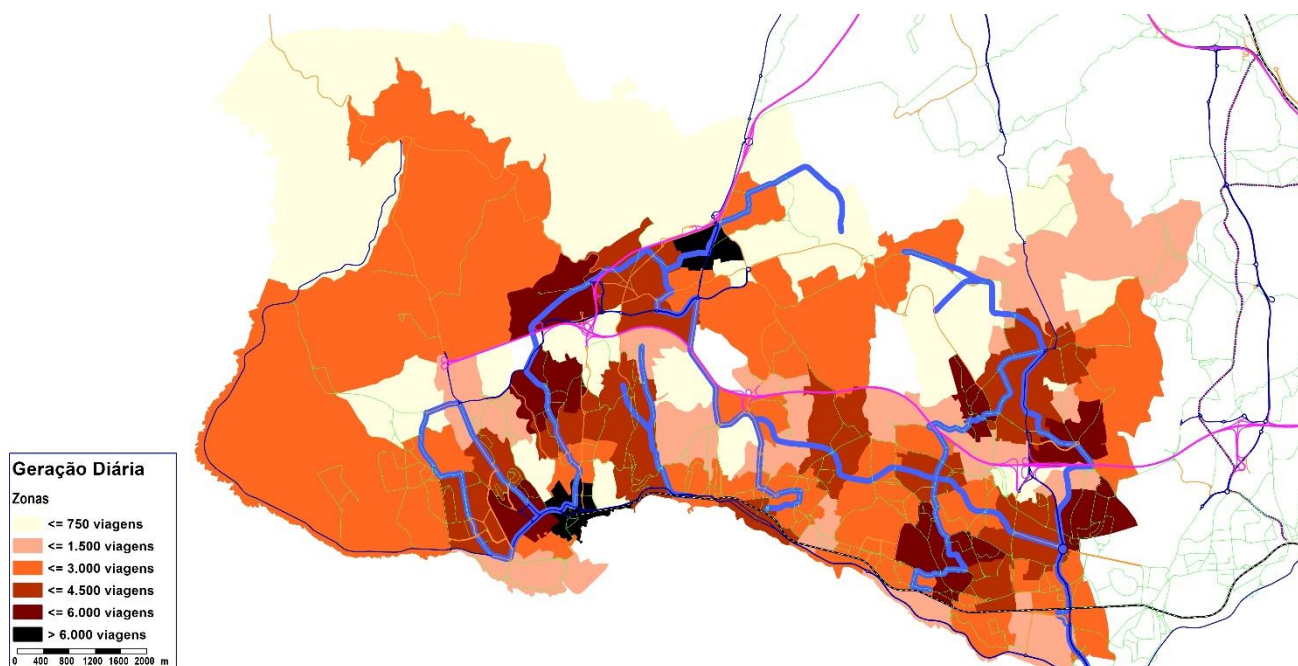 Geração Diária
Zonas
<= 750 viagens
<= 1.500 viagens
<= 3.000 viagens
<= 4.500 viagens
<= 6.000 viagens
> 6.000 viagens
0 400 800 1200 1600 2000 m